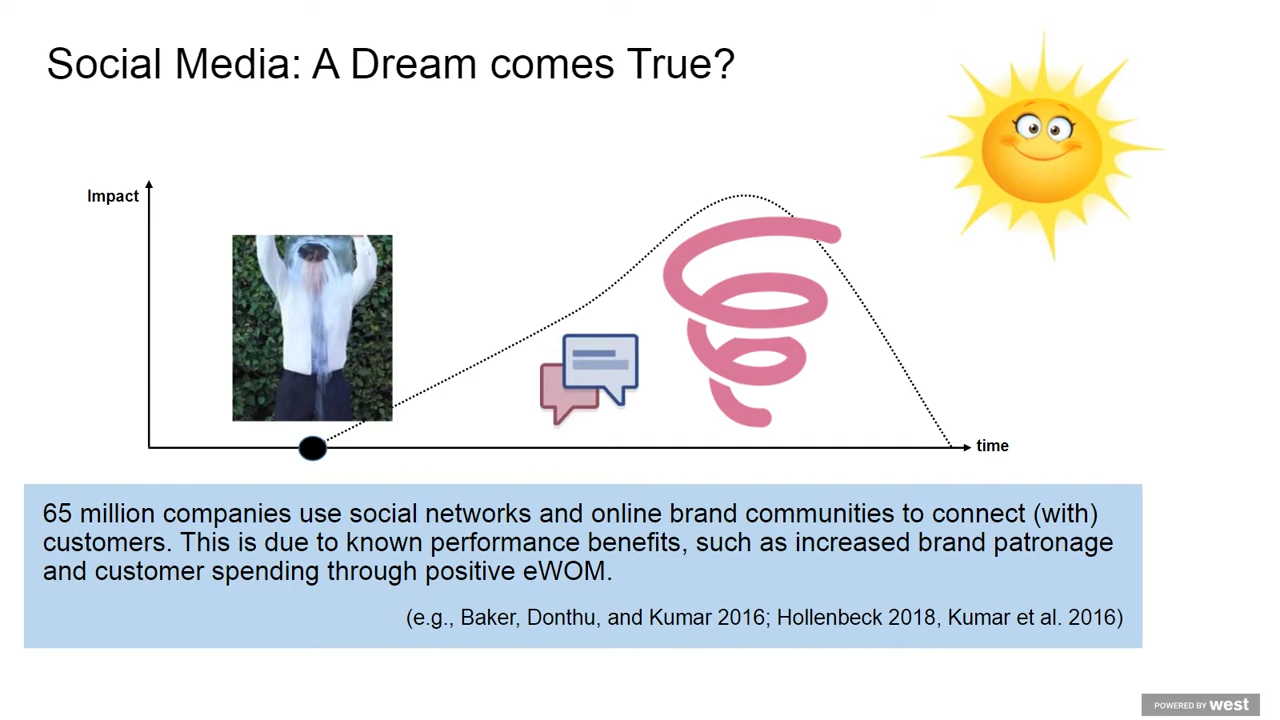 Social Media: A Dream comes True?
Impact
time
65 million companies use social networks and online brand communities to connect (with)
customers. This is due to known performance benefits, such as increased brand patronage
and customer spending through positive eWOM.
(e.g., Baker, Donthu, and Kumar 2016; Hollenbeck 2018, Kumar et al. 2016)
POWERED BY west